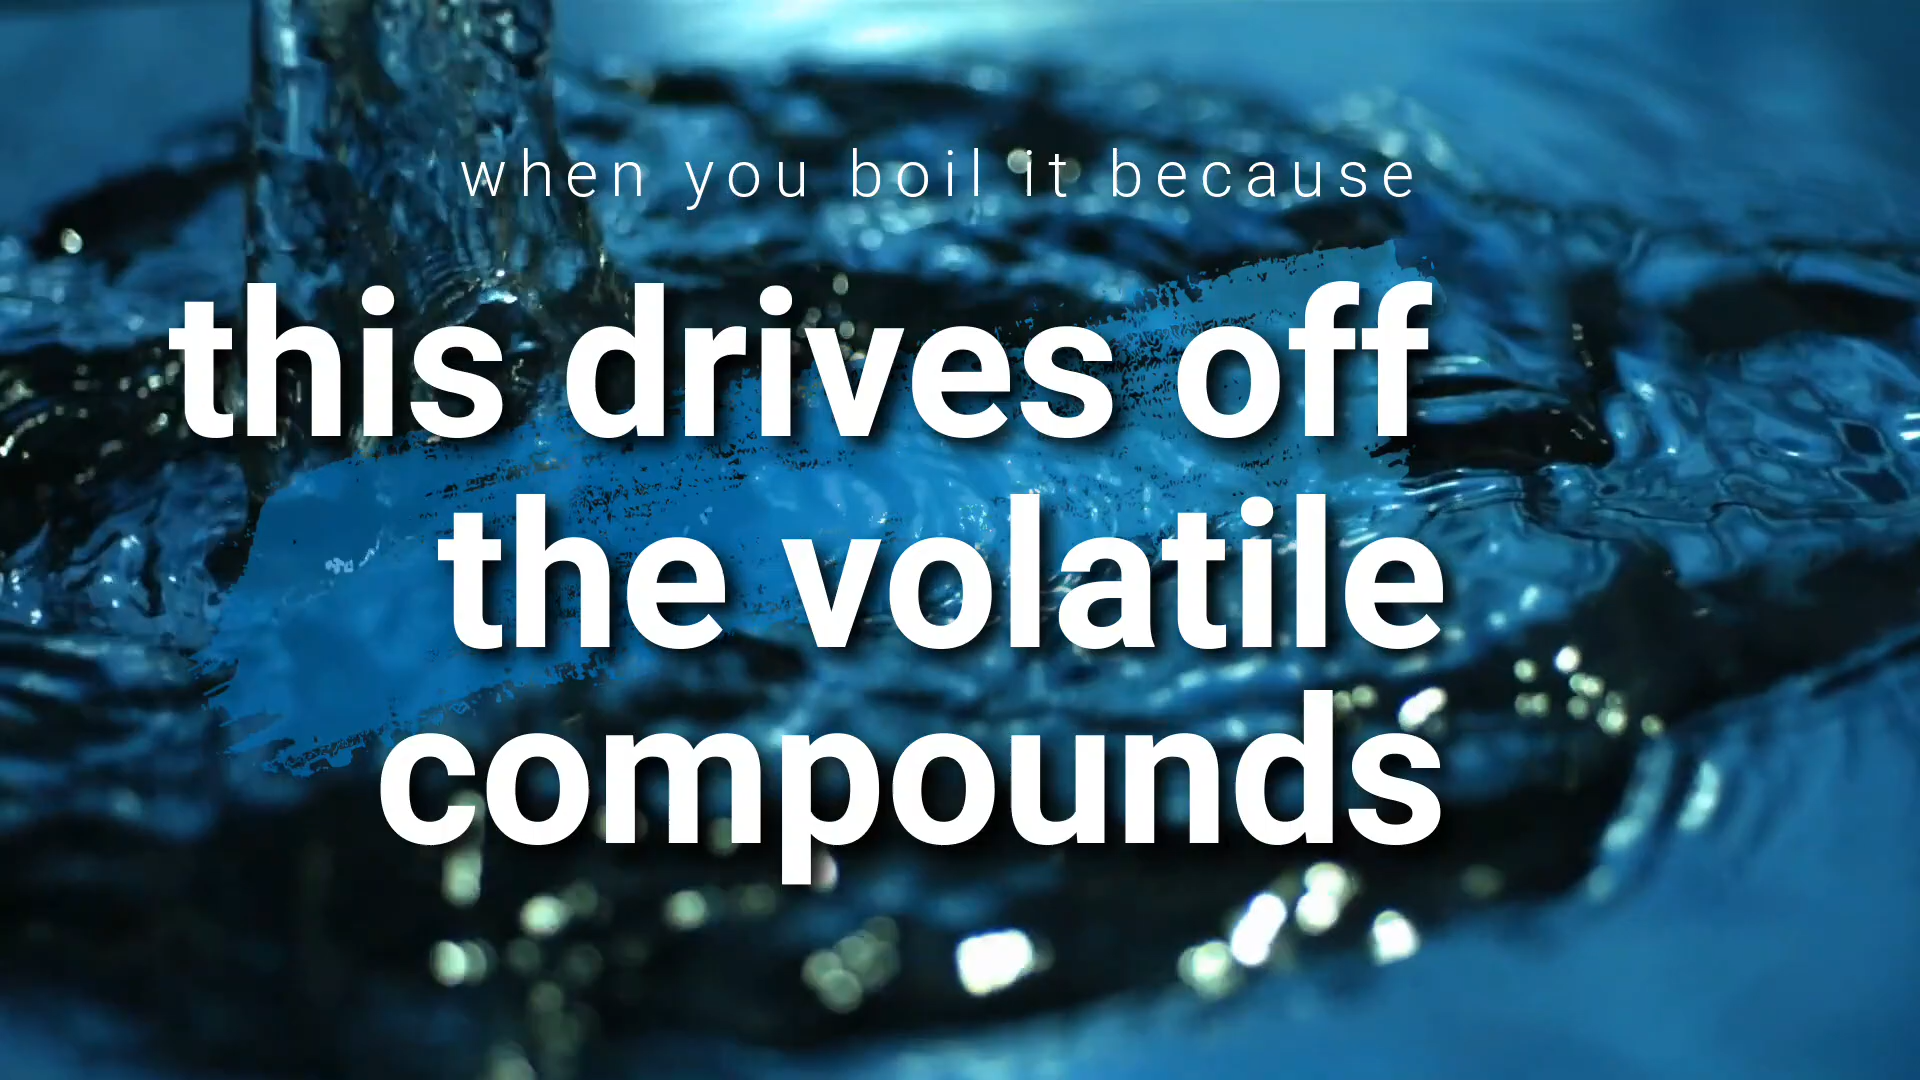 when you boil it because
this drives off
the volatile
compounds